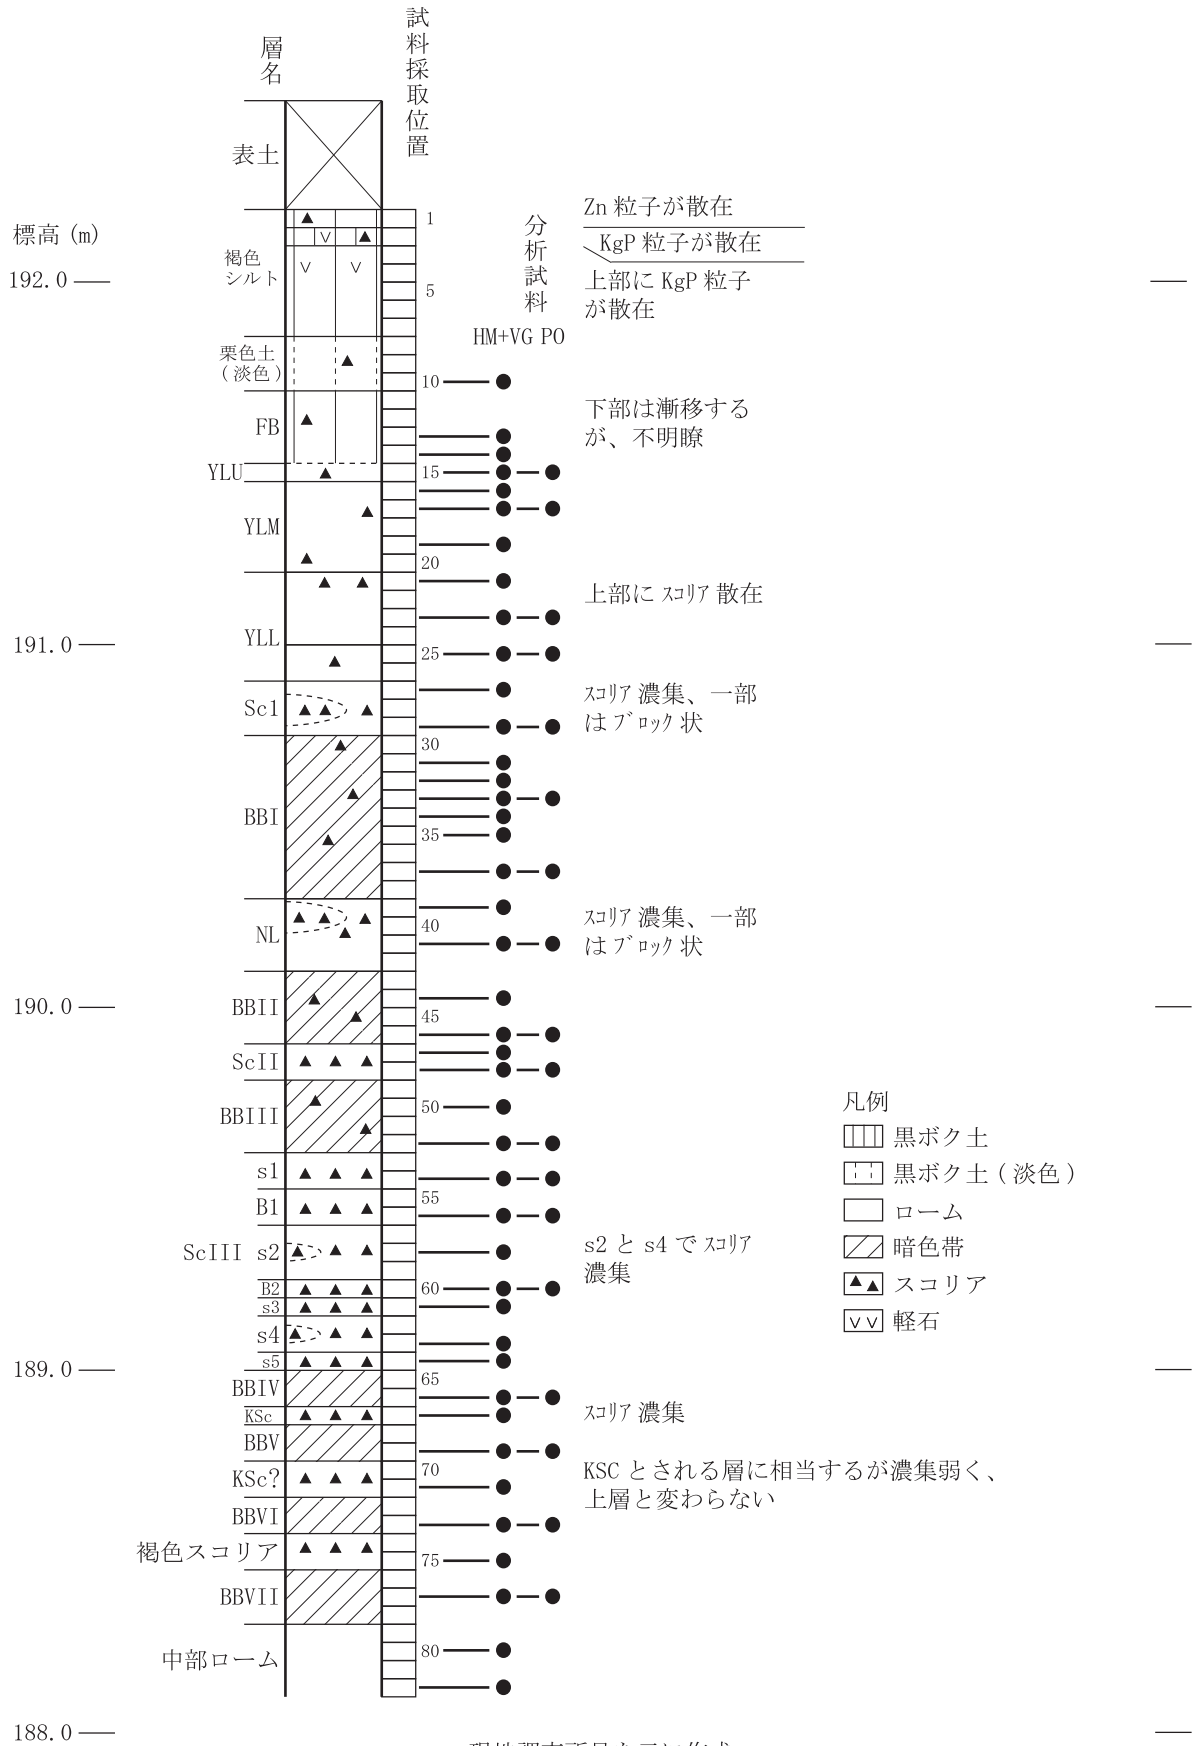 層名
試料採取位置
表土
標高 (m)
192.0
褐色
シルト
1
5
分析試料
HM+VG PO
Zn 粒子が散在
KgP 粒子が散在
上部に KgP 粒子
が散在
栗色土
(淡色)
10
FB
下部は漸移する
が、不明瞭
YLU
15
YLM
20
YLL
上部に スコリア 散在
191.0
25
Sc1
スコリア 濃集、一部
は ブロック 状
30
BBI
35
NL
40
スコリア 濃集、一部
は ブロック 状
190.0
BBII
45
ScII
BBIII
50
s1
B1
55
ScIII s2
s2 と s4 で スコリア
濃集
B2
60
s3
s4
s5
189.0
BBIV
65
KSc
スコリア 濃集
BBV
KSc?
70
KSC とされる層に相当するが濃集弱く、
上層と変わらない
BBVI
褐色スコリア
75
BBVII
中部ローム
80
188.0
凡例
黒ボク土
黒ボク土 ( 淡色 )
ローム
暗色帯
スコリア
軽石